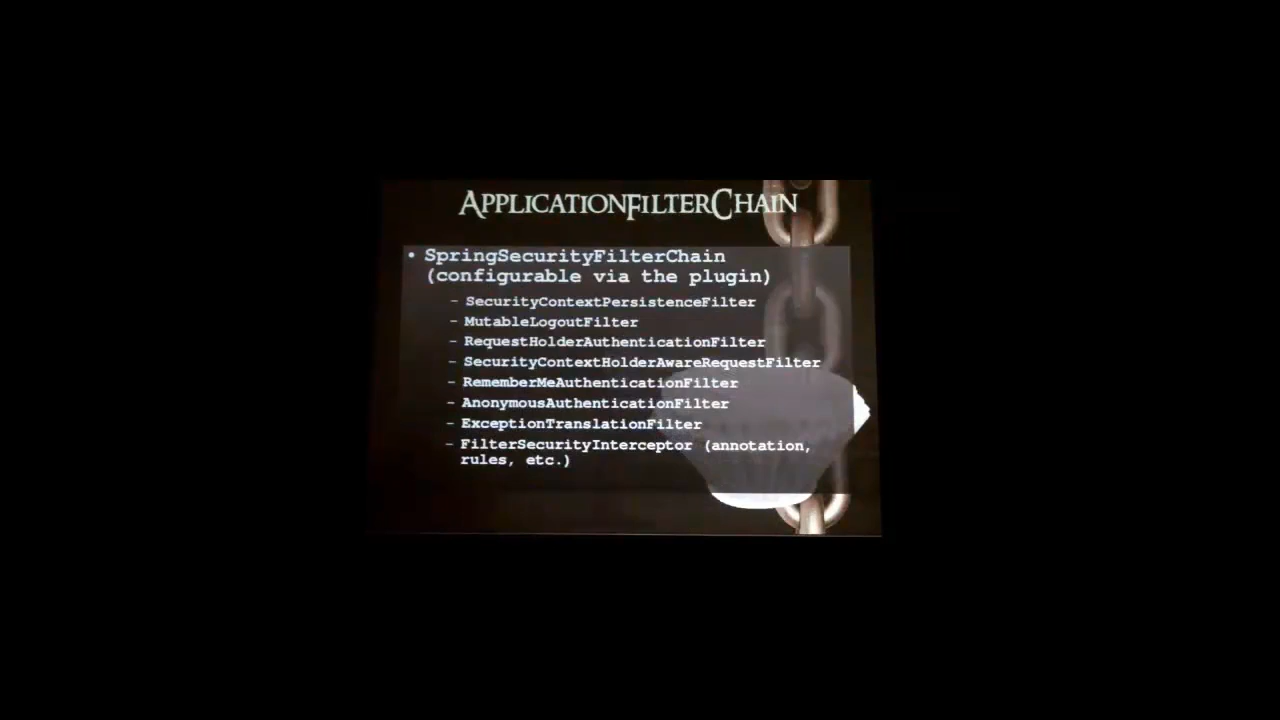 ApplicationFilterChain
• SpringSecurityFilterChain
(configurable via the plugin)
– SecurityContextPersistenceFilter
– MutableLogoutFilter
– RequestHolderAuthenticationFilter
– SecurityContextHolderAwareRequestFilter
– RememberMeAuthenticationFilter
– AnonymousAuthenticationFilter
– ExceptionTranslationFilter
– FilterSecurityInterceptor (annotation,
rules, etc.)